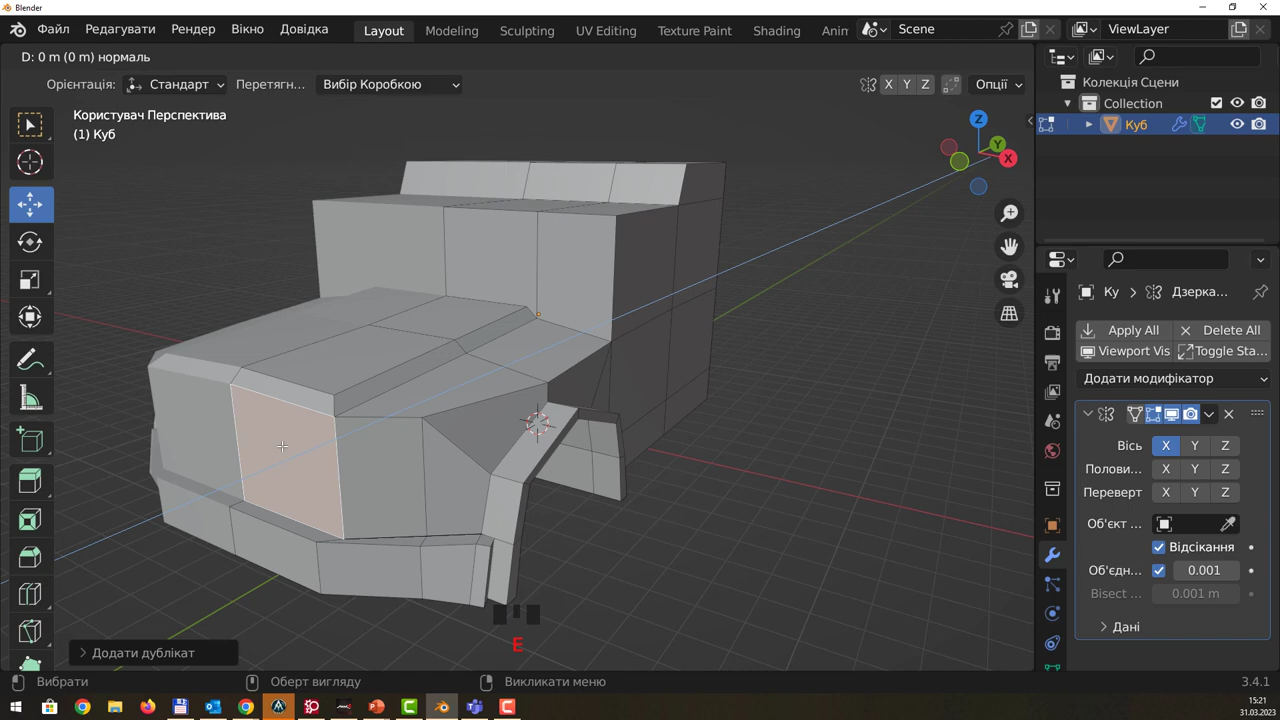 Blender
Файл Редагувати Рендер Вікно Довідка Layout Modeling Sculpting UV Editing Texture Paint Shading Anim Scene ViewLayer
D: 0 m (0 m) нормаль
Орієнтація: Стандарт Перетягн... Вибір Коробкою X Y Z Опції
Користувач Перспектива
(1) Куб
Z
Y
X
Колекція Сцени
Collection
Куб
Ку > Дзерка...
Apply All Delete All
Viewport Vis Toggle Sta...
Додати модифікатор
Вісь X Y Z
Полови... X Y Z
Переверт X Y Z
Об'єкт ...
Відсікання
Об'єдн... 0.001
Bisect ... 0.001 m
Дані
E
Додати дублікат
Вибрати Оберт вигляду Викликати меню 3.4.1
15:21
31.03.2023